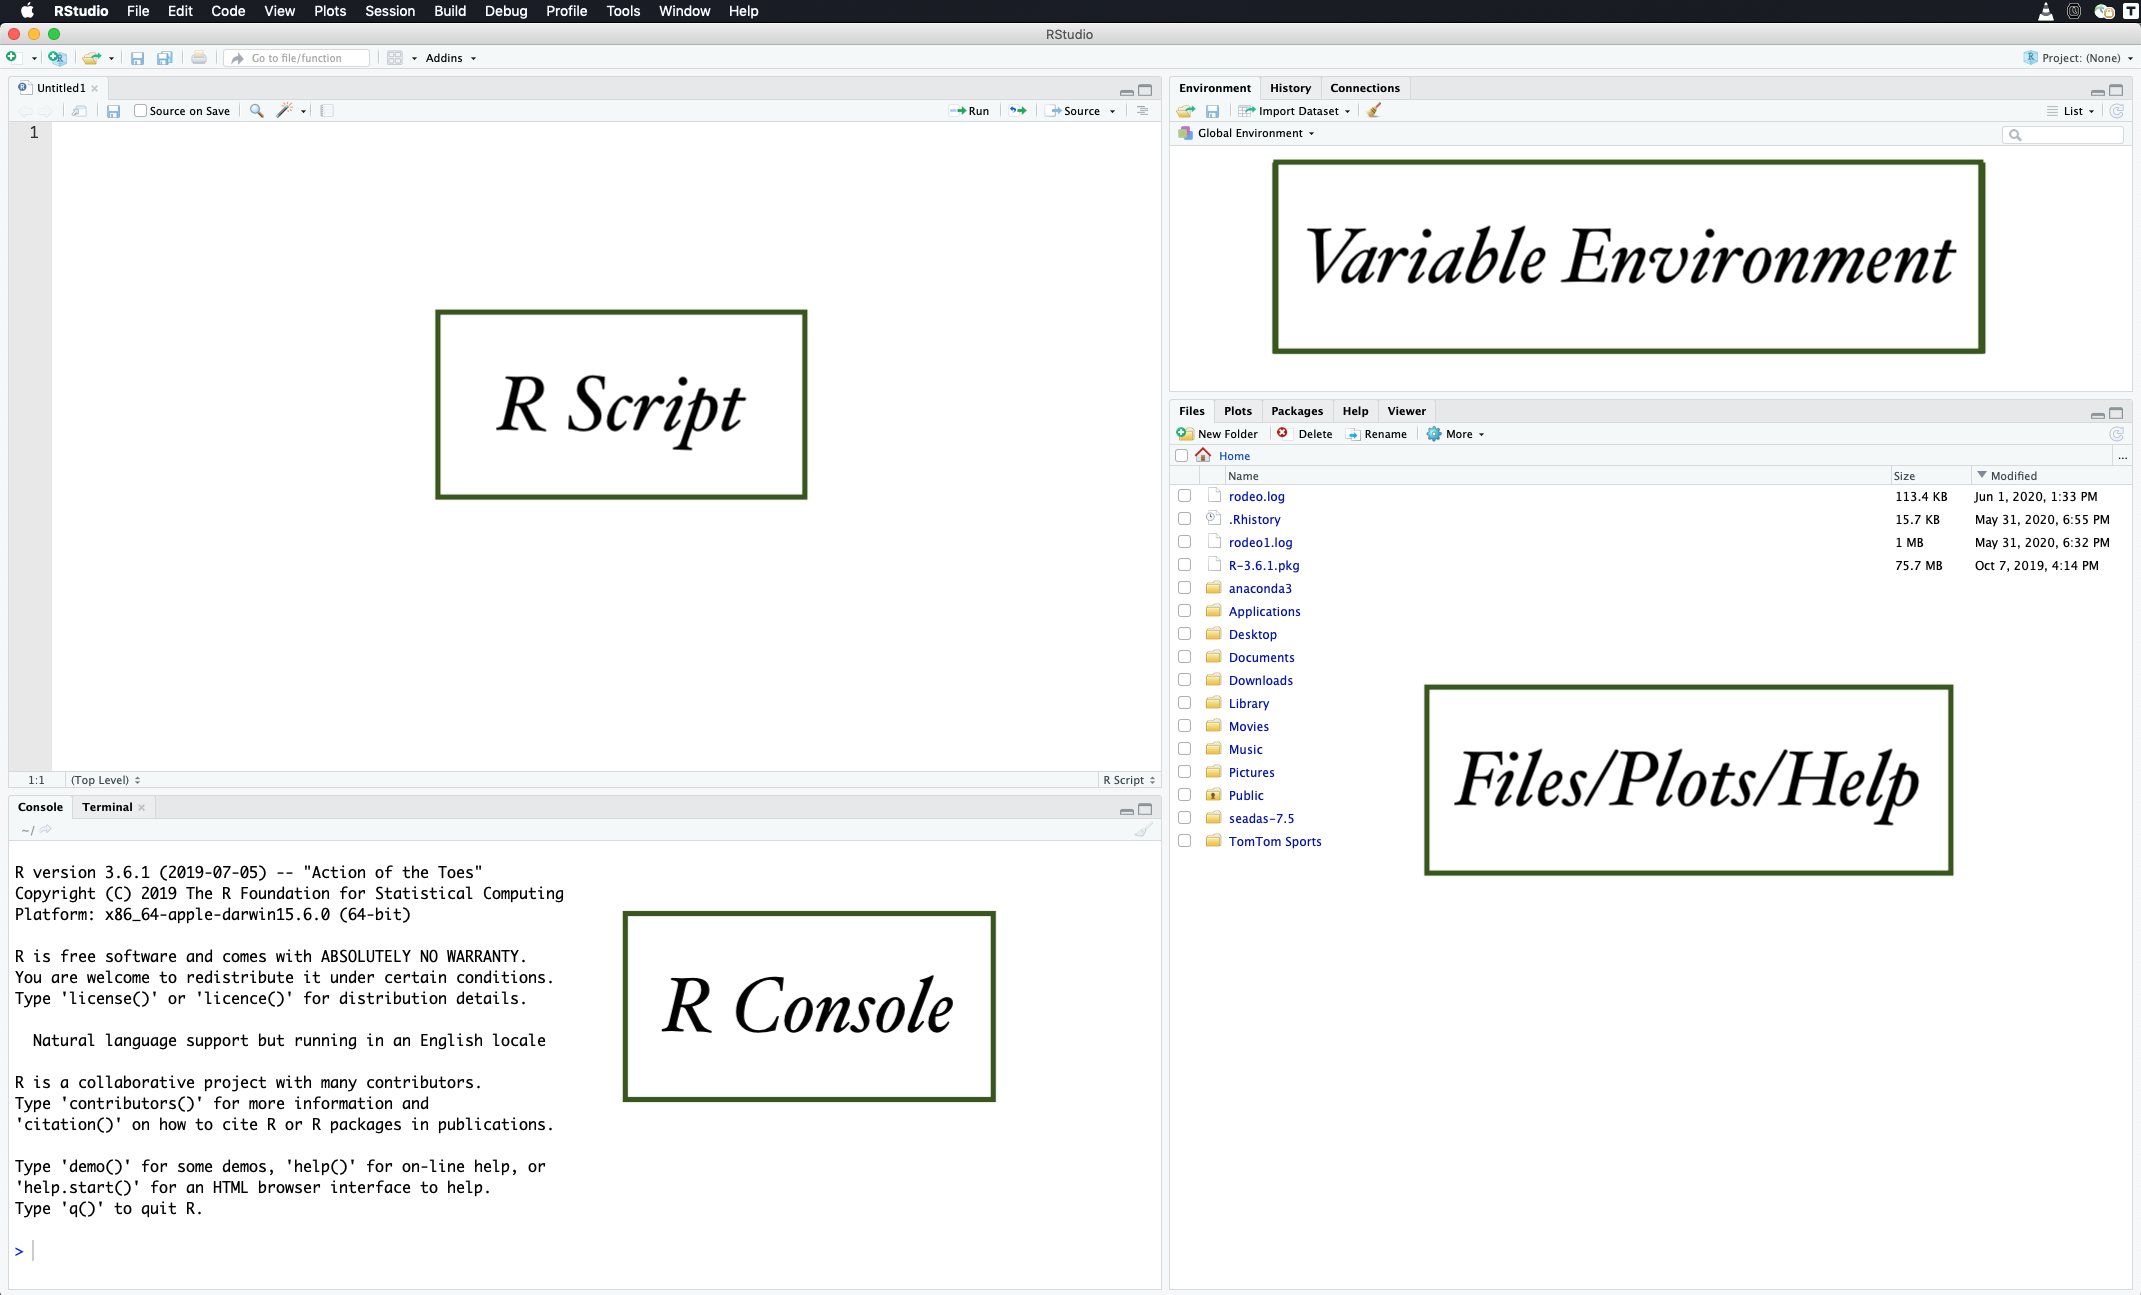 RStudio File Edit Code View Plots Session Build Debug Profile Tools Window Help
RStudio
Go to file/function Addins Project: (None)
Untitled1
Source on Save Run Source
1
R Script
1:1 (Top Level) R Script
Console Terminal
~/
R version 3.6.1 (2019-07-05) -- "Action of the Toes"
Copyright (C) 2019 The R Foundation for Statistical Computing
Platform: x86_64-apple-darwin15.6.0 (64-bit)
R is free software and comes with ABSOLUTELY NO WARRANTY.
You are welcome to redistribute it under certain conditions.
Type 'license()' or 'licence()' for distribution details.
Natural language support but running in an English locale
R is a collaborative project with many contributors.
Type 'contributors()' for more information and
'citation()' on how to cite R or R packages in publications.
Type 'demo()' for some demos, 'help()' for on-line help, or
'help.start()' for an HTML browser interface to help.
Type 'q()' to quit R.
>
R Console
Environment History Connections
Import Dataset List
Global Environment
Variable Environment
Files Plots Packages Help Viewer
New Folder Delete Rename More
Home ...
Name Size Modified
rodeo.log 113.4 KB Jun 1, 2020, 1:33 PM
.Rhistory 15.7 KB May 31, 2020, 6:55 PM
rodeo1.log 1 MB May 31, 2020, 6:32 PM
R-3.6.1.pkg 75.7 MB Oct 7, 2019, 4:14 PM
anaconda3
Applications
Desktop
Documents
Downloads
Library
Movies
Music
Pictures
Public
seadas-7.5
TomTom Sports
Files/Plots/Help